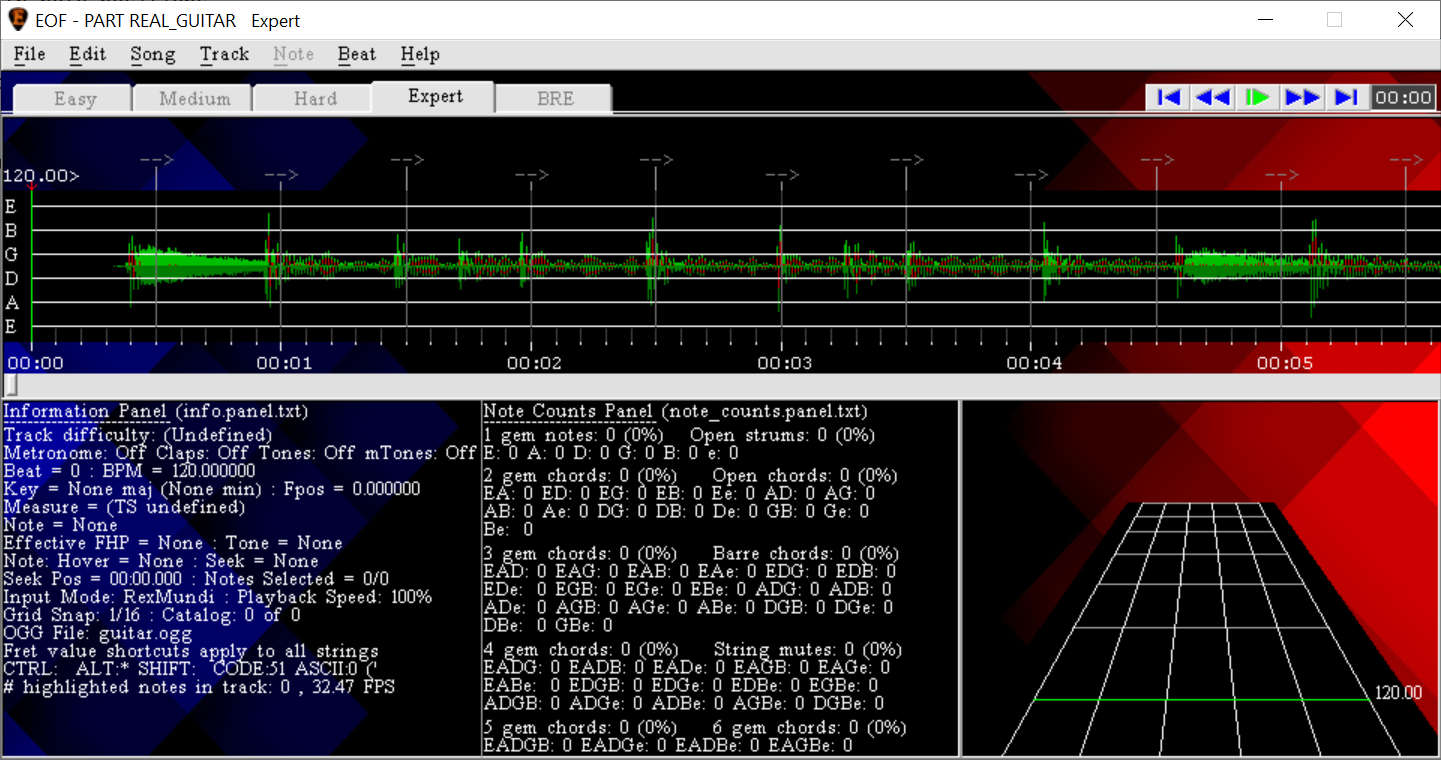 EOF - PART REAL_GUITAR   Expert
File Edit Song Track Note Beat Help
Easy Medium Hard Expert BRE 00:00
--> --> --> --> --> -->
120.00> --> --> --> --> -->
E
B
G
D
A
E
00:00 00:01 00:02 00:03 00:04 00:05
Information Panel (info.panel.txt)
Track difficulty: (Undefined)
Metronome: Off Claps: Off Tones: Off mTones: Off
Beat = 0 : BPM = 120.000000
Key = None maj (None min) : Fpos = 0.000000
Measure = (TS undefined)
Note = None
Effective FHP = None : Tone = None
Note: Hover = None : Seek = None
Seek Pos = 00:00.000 : Notes Selected = 0/0
Input Mode: RexMundi : Playback Speed: 100%
Grid Snap: 1/16 : Catalog: 0 of 0
OGG File: guitar.ogg
Fret value shortcuts apply to all strings
CTRL:  ALT:* SHIFT:  CODE:51 ASCII:0 ('
# highlighted notes in track: 0 , 32.47 FPS
Note Counts Panel (note_counts.panel.txt)
1 gem notes: 0 (0%)  Open strums: 0 (0%)
E: 0 A: 0 D: 0 G: 0 B: 0 e: 0
2 gem chords: 0 (0%)  Open chords: 0 (0%)
EA: 0 ED: 0 EG: 0 EB: 0 Ee: 0 AD: 0 AG: 0
AB: 0 Ae: 0 DG: 0 DB: 0 De: 0 GB: 0 Ge: 0
Be: 0
3 gem chords: 0 (0%)  Barre chords: 0 (0%)
EAD: 0 EAG: 0 EAB: 0 EAe: 0 EDG: 0 EDB: 0
EDe: 0 EGB: 0 EGe: 0 EBe: 0 ADG: 0 ADB: 0
ADe: 0 AGB: 0 AGe: 0 ABe: 0 DGB: 0 DGe: 0
DBe: 0 GBe: 0
4 gem chords: 0 (0%)  String mutes: 0 (0%)
EADG: 0 EADB: 0 EADe: 0 EAGB: 0 EAGe: 0
EABe: 0 EDGB: 0 EDGe: 0 EDBe: 0 EGBe: 0
ADGB: 0 ADGe: 0 ADBe: 0 AGBe: 0 DGBe: 0
5 gem chords: 0 (0%)  6 gem chords: 0 (0%)
EADGB: 0 EADGe: 0 EADBe: 0 EAGBe: 0
120.00